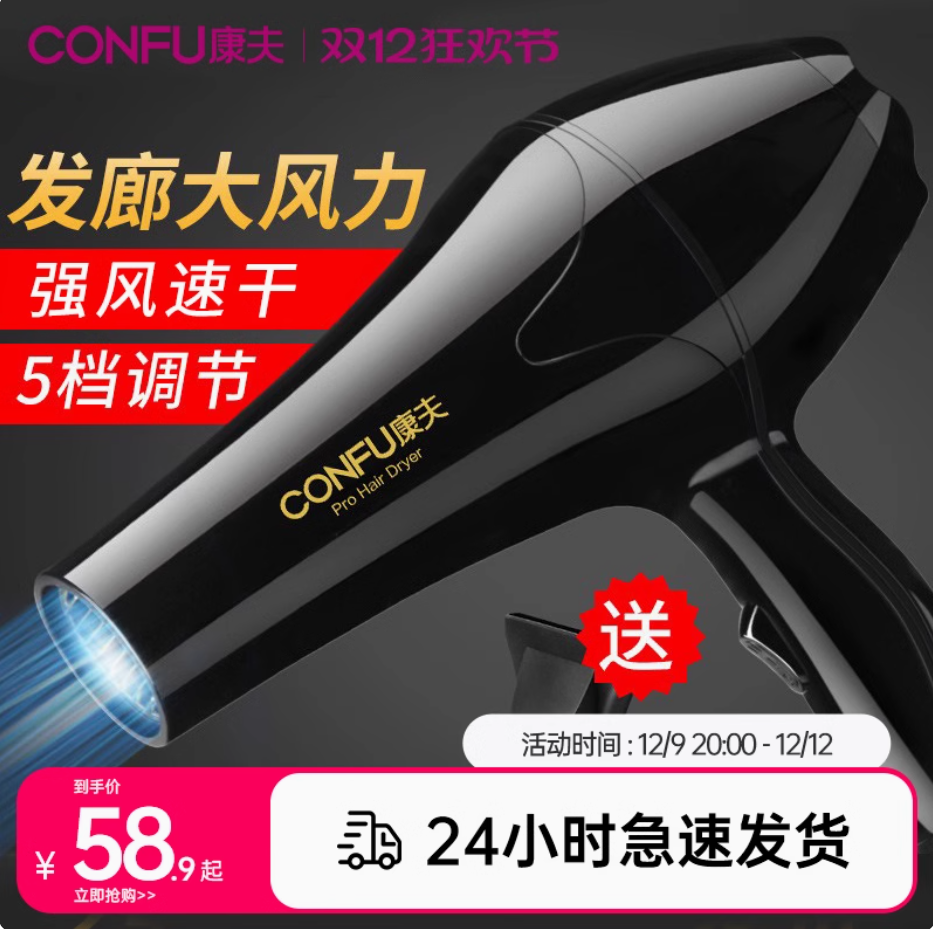 CONFU康夫 | 双12狂欢节
发廊大风力
强风速干
5档调节
CONFU康夫
Pro Hair Dryer
送
活动时间 : 12/9 20:00 - 12/12
到手价
¥ 58.9起
立即抢购>>
24小时急速发货